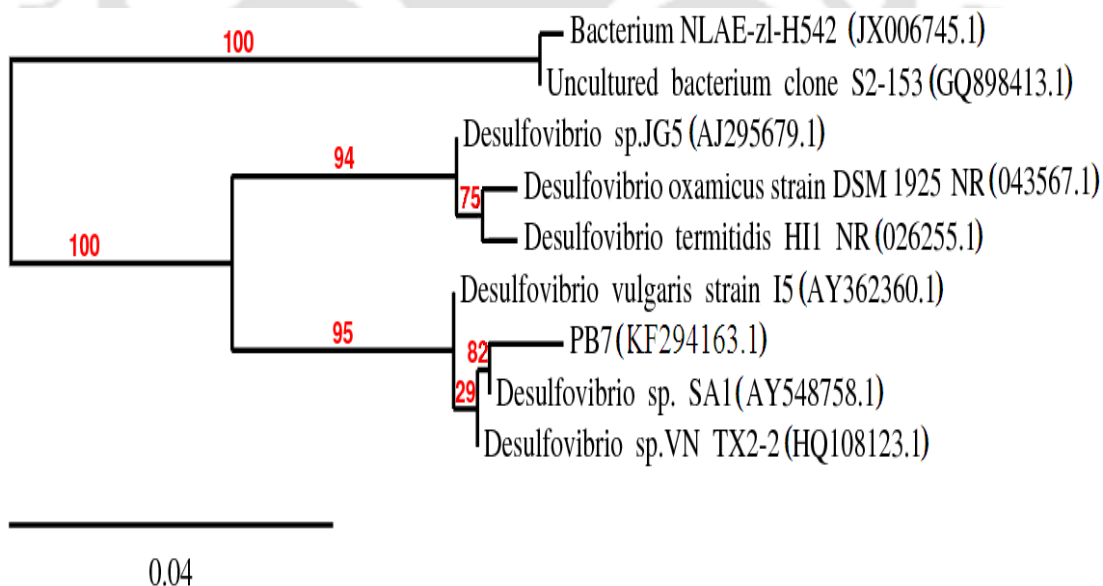 100
Bacterium NLAE-zl-H542 (JX006745.1)
Uncultured bacterium clone S2-153 (GQ898413.1)
Desulfovibrio sp.JG5 (AJ295679.1)
94
75
Desulfovibrio oxamicus strain DSM 1925 NR (043567.1)
Desulfovibrio termitidis HI1 NR (026255.1)
100
Desulfovibrio vulgaris strain I5 (AY362360.1)
95
82
PB7 (KF294163.1)
29
Desulfovibrio sp. SA1 (AY548758.1)
Desulfovibrio sp.VN TX2-2 (HQ108123.1)
0.04